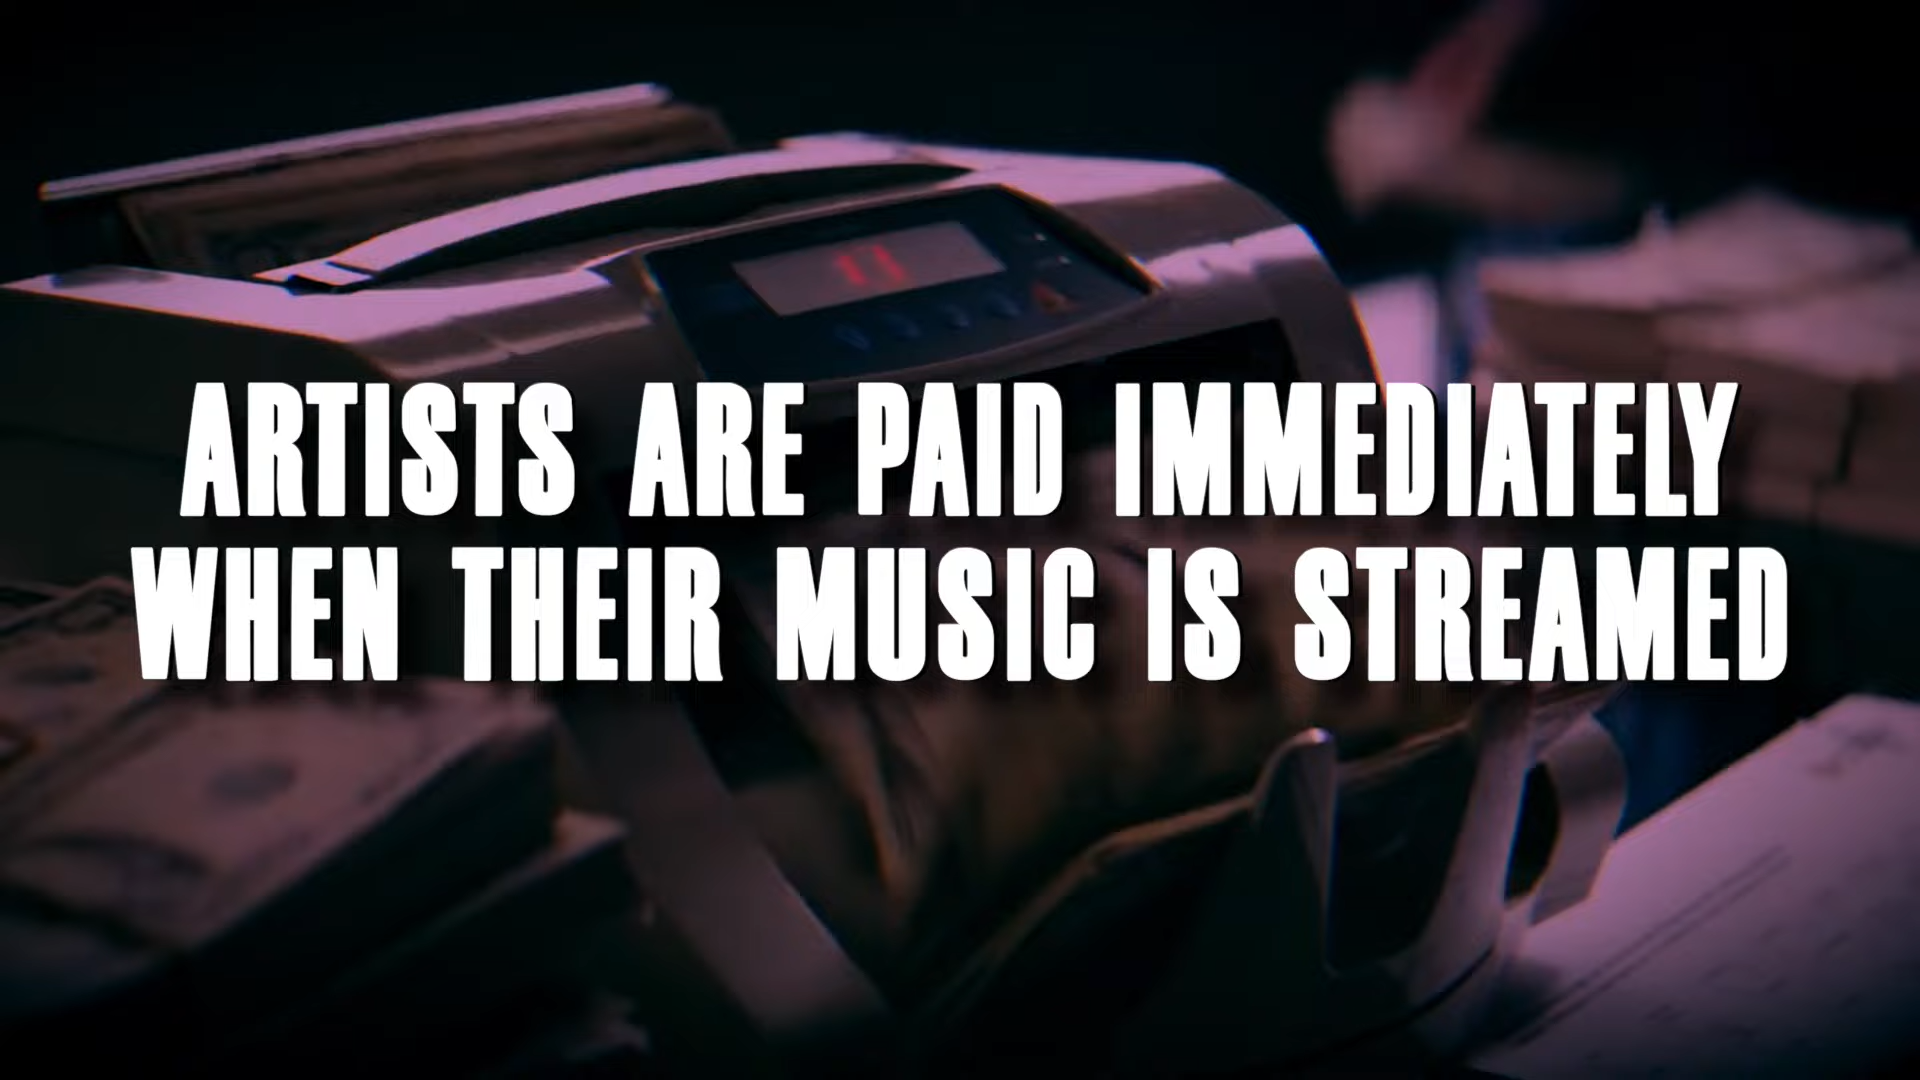 ARTISTS ARE PAID IMMEDIATELY
WHEN THEIR MUSIC IS STREAMED